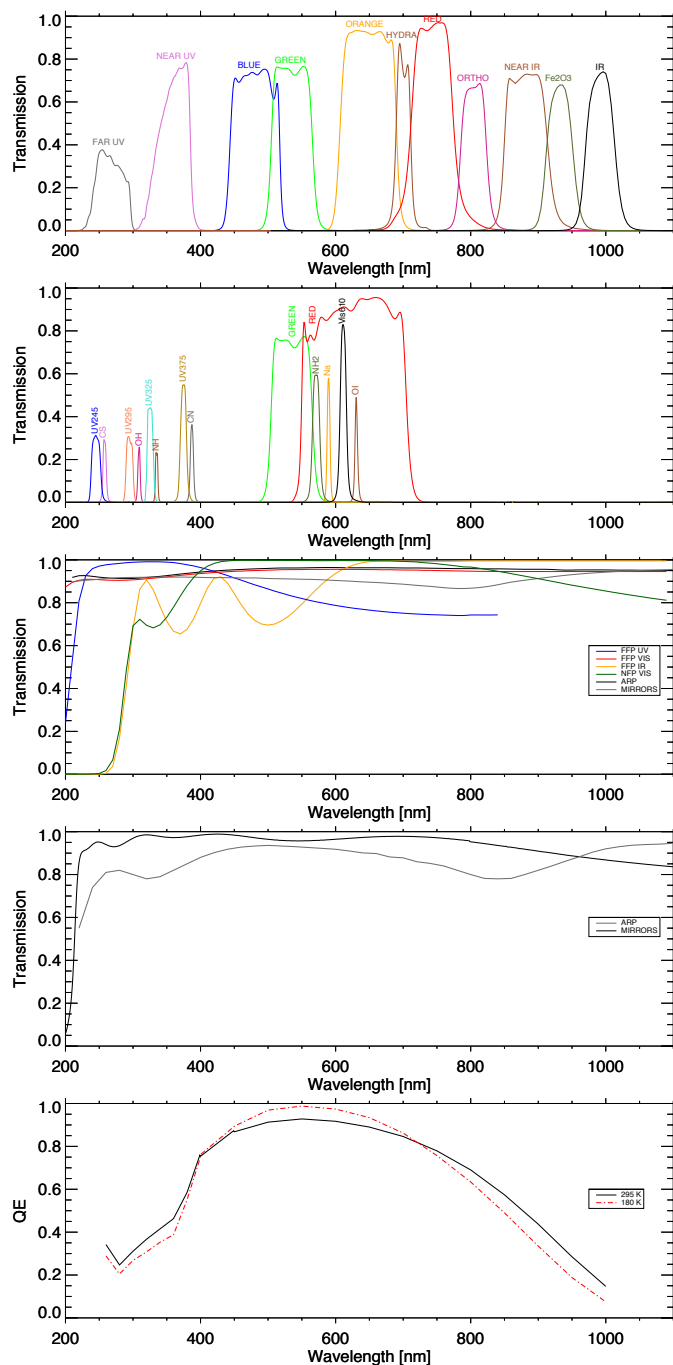 ORANGE
RED
HYDRA
NEAR UV
BLUE
GREEN
ORTHO
NEAR IR
Fe2O3
IR
FAR UV
Transmission
1.0
0.8
0.6
0.4
0.2
0.0
200 400 600 800 1000
Wavelength [nm]
Transmission
1.0
0.8
0.6
0.4
0.2
0.0
UV245
CS
UV295
OH
UV325
NH
UV375
CN
GREEN
RED
NH2
Na
Vis610
OI
200 400 600 800 1000
Wavelength [nm]
Transmission
1.0
0.8
0.6
0.4
0.2
0.0
FFP UV
FFP VIS
FFP IR
NFP VIS
ARP
MIRRORS
200 400 600 800 1000
Wavelength [nm]
Transmission
1.0
0.8
0.6
0.4
0.2
0.0
ARP
MIRRORS
200 400 600 800 1000
Wavelength [nm]
QE
1.0
0.8
0.6
0.4
0.2
0.0
295 K
180 K
200 400 600 800 1000
Wavelength [nm]